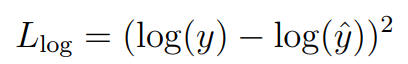 L_log = (log(y) − log(ŷ))²